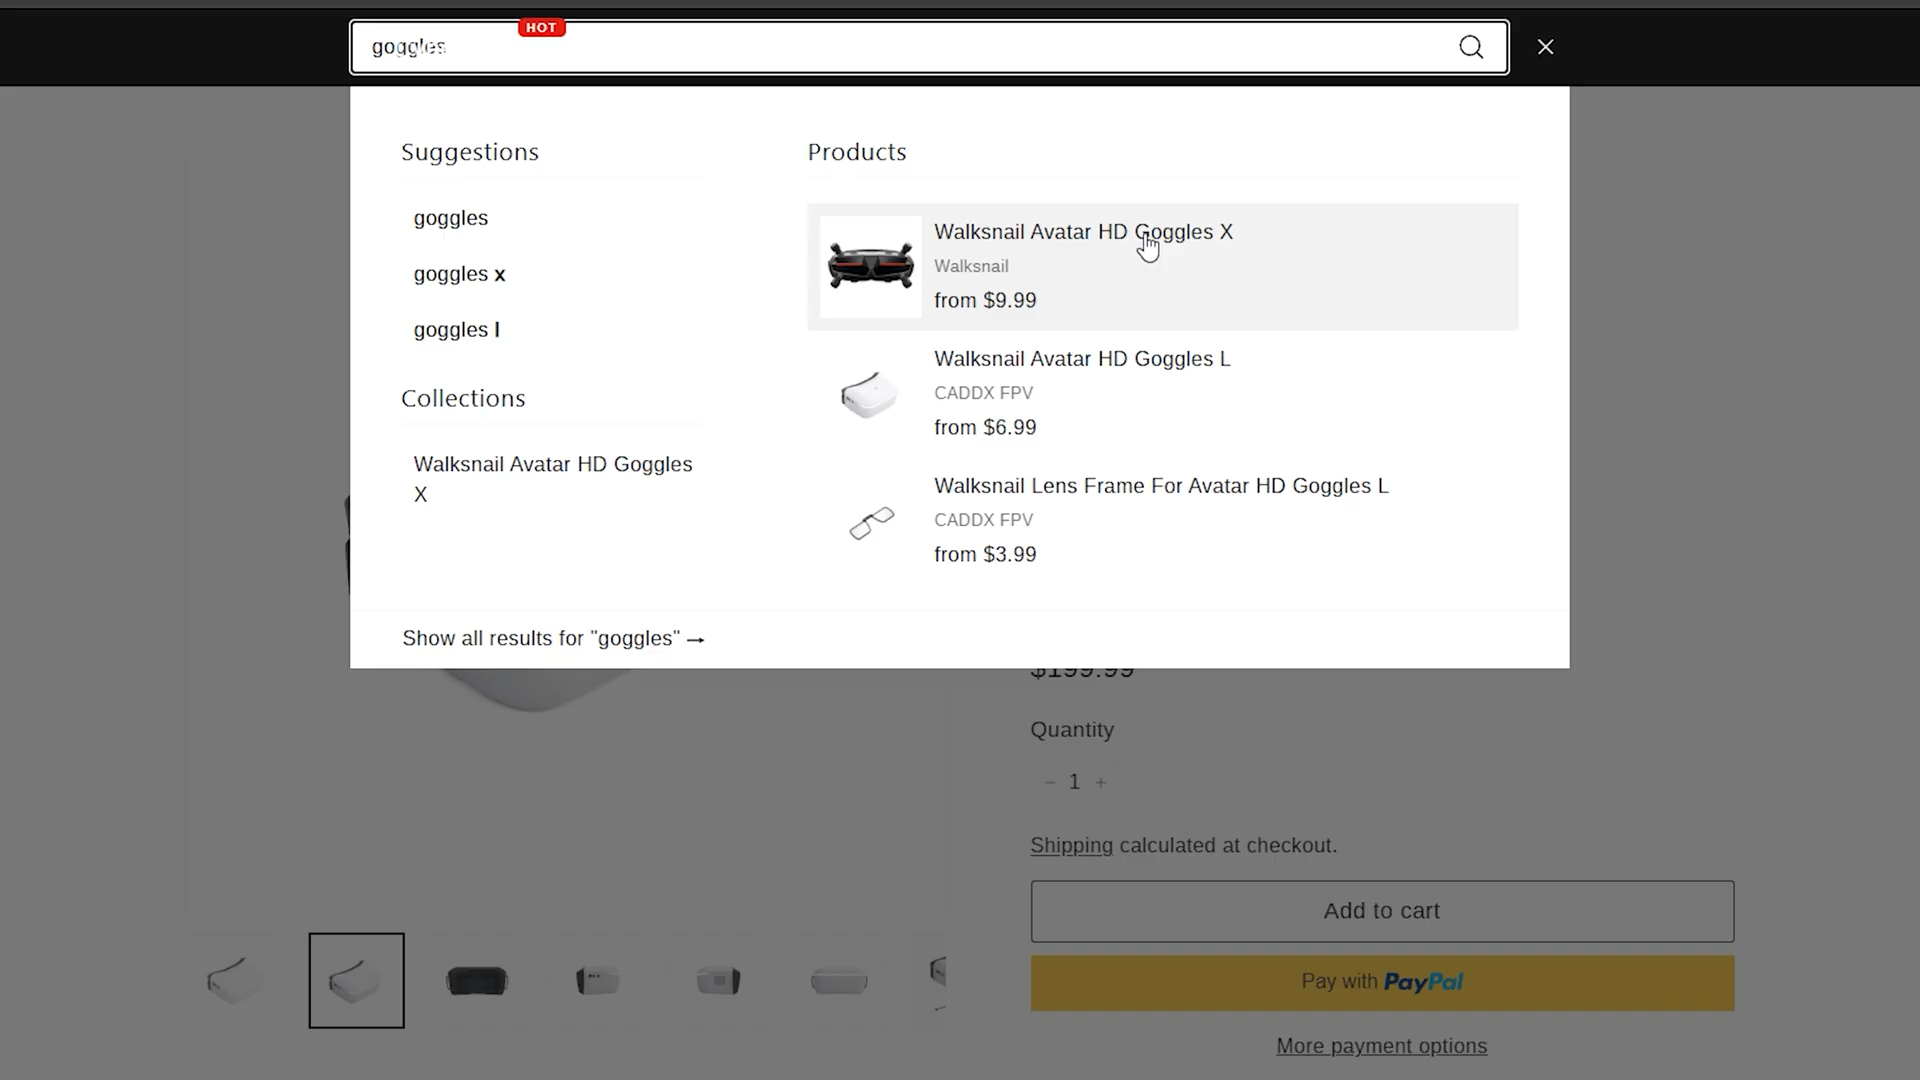 HOT
goggles
Suggestions
goggles
goggles x
goggles l
Collections
Walksnail Avatar HD Goggles
X
Products
Walksnail Avatar HD Goggles X
Walksnail
from $9.99
Walksnail Avatar HD Goggles L
CADDX FPV
from $6.99
Walksnail Lens Frame For Avatar HD Goggles L
CADDX FPV
from $3.99
Show all results for "goggles" →
$199.99
Quantity
− 1 +
Shipping calculated at checkout.
Add to cart
Pay with PayPal
More payment options